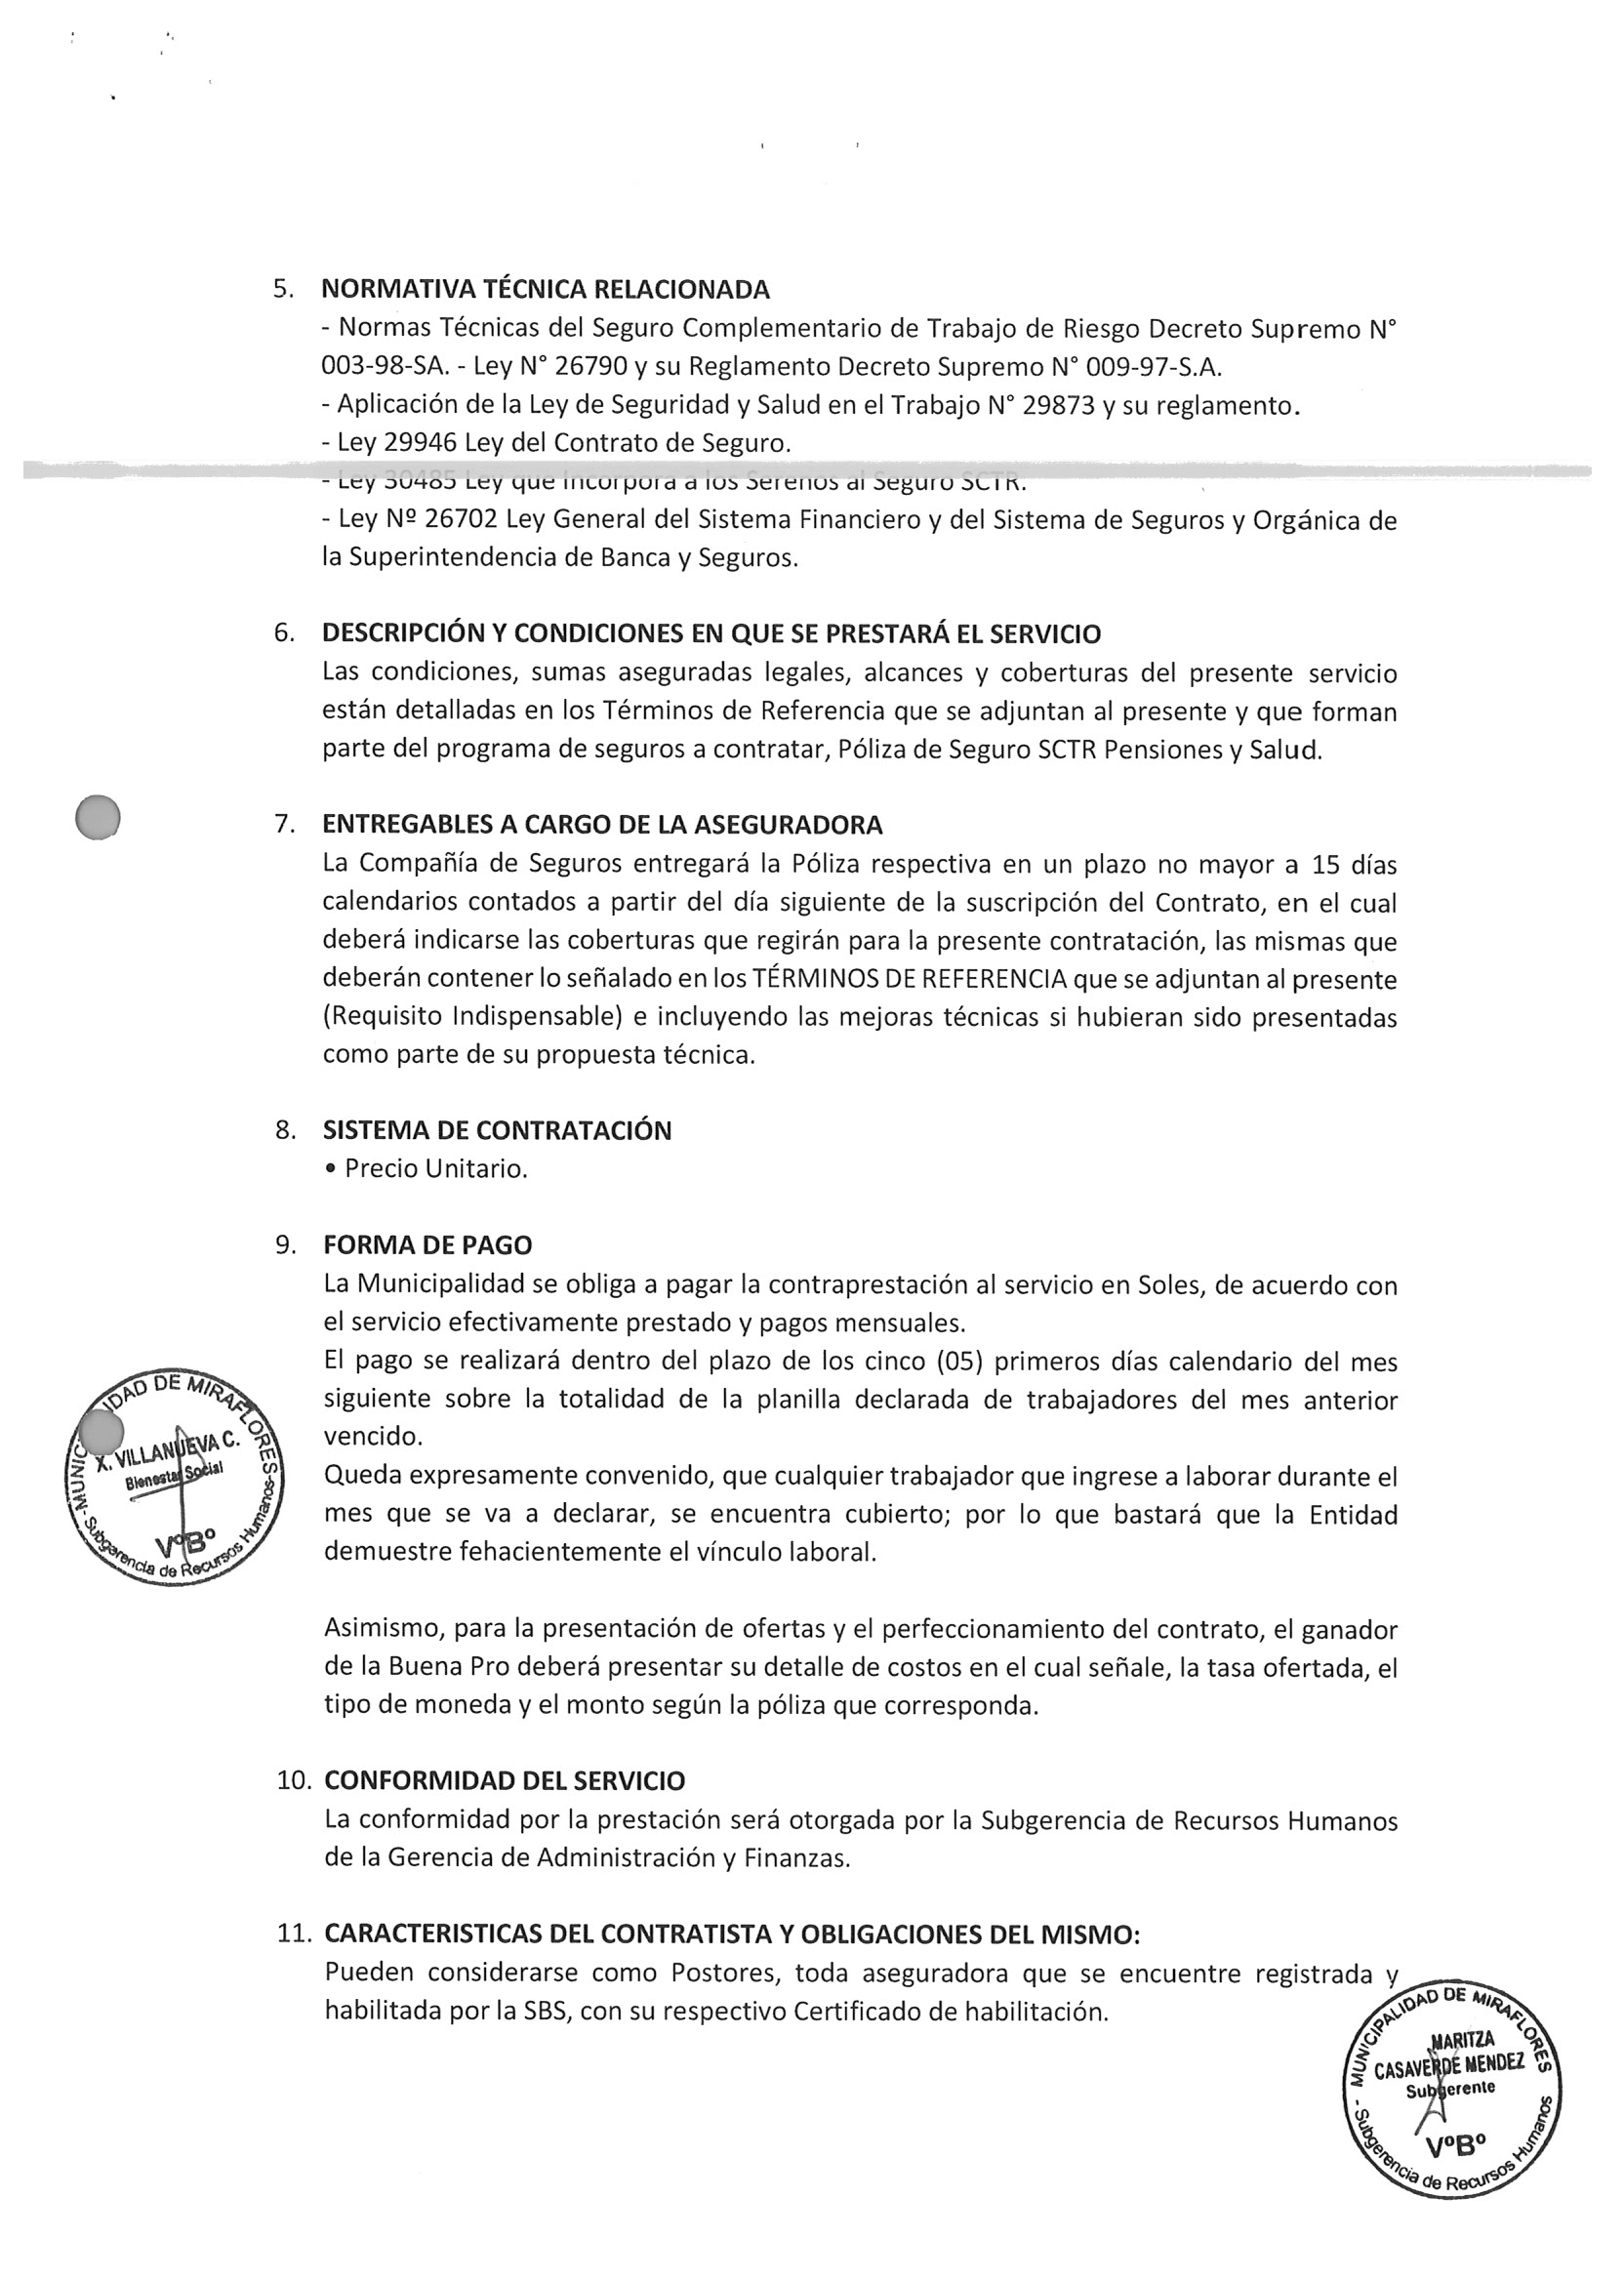 5. NORMATIVA TÉCNICA RELACIONADA
- Normas Técnicas del Seguro Complementario de Trabajo de Riesgo Decreto Supremo N°
003-98-SA. - Ley N° 26790 y su Reglamento Decreto Supremo N° 009-97-S.A.
- Aplicación de la Ley de Seguridad y Salud en el Trabajo N° 29873 y su reglamento.
- Ley 29946 Ley del Contrato de Seguro.
- Ley 30485 Ley que Incorpora a los Serenos al Seguro SCTR.
- Ley Nº 26702 Ley General del Sistema Financiero y del Sistema de Seguros y Orgánica de
la Superintendencia de Banca y Seguros.
6. DESCRIPCIÓN Y CONDICIONES EN QUE SE PRESTARÁ EL SERVICIO
Las condiciones, sumas aseguradas legales, alcances y coberturas del presente servicio
están detalladas en los Términos de Referencia que se adjuntan al presente y que forman
parte del programa de seguros a contratar, Póliza de Seguro SCTR Pensiones y Salud.
7. ENTREGABLES A CARGO DE LA ASEGURADORA
La Compañía de Seguros entregará la Póliza respectiva en un plazo no mayor a 15 días
calendarios contados a partir del día siguiente de la suscripción del Contrato, en el cual
deberá indicarse las coberturas que regirán para la presente contratación, las mismas que
deberán contener lo señalado en los TÉRMINOS DE REFERENCIA que se adjuntan al presente
(Requisito Indispensable) e incluyendo las mejoras técnicas si hubieran sido presentadas
como parte de su propuesta técnica.
8. SISTEMA DE CONTRATACIÓN
• Precio Unitario.
9. FORMA DE PAGO
La Municipalidad se obliga a pagar la contraprestación al servicio en Soles, de acuerdo con
el servicio efectivamente prestado y pagos mensuales.
El pago se realizará dentro del plazo de los cinco (05) primeros días calendario del mes
siguiente sobre la totalidad de la planilla declarada de trabajadores del mes anterior
vencido.
Queda expresamente convenido, que cualquier trabajador que ingrese a laborar durante el
mes que se va a declarar, se encuentra cubierto; por lo que bastará que la Entidad
demuestre fehacientemente el vínculo laboral.
Asimismo, para la presentación de ofertas y el perfeccionamiento del contrato, el ganador
de la Buena Pro deberá presentar su detalle de costos en el cual señale, la tasa ofertada, el
tipo de moneda y el monto según la póliza que corresponda.
10. CONFORMIDAD DEL SERVICIO
La conformidad por la prestación será otorgada por la Subgerencia de Recursos Humanos
de la Gerencia de Administración y Finanzas.
11. CARACTERISTICAS DEL CONTRATISTA Y OBLIGACIONES DEL MISMO:
Pueden considerarse como Postores, toda aseguradora que se encuentre registrada y
habilitada por la SBS, con su respectivo Certificado de habilitación.
DE MIRAFLORES
X. VILLANUEVA C.
Bienestar Social
VºBº
Subgerencia de Recursos Humanos
MUNICIPALIDAD DE MIRAFLORES
MARITZA
CASAVERDE MENDEZ
Subgerente
VºBº
- Subgerencia de Recursos Humanos